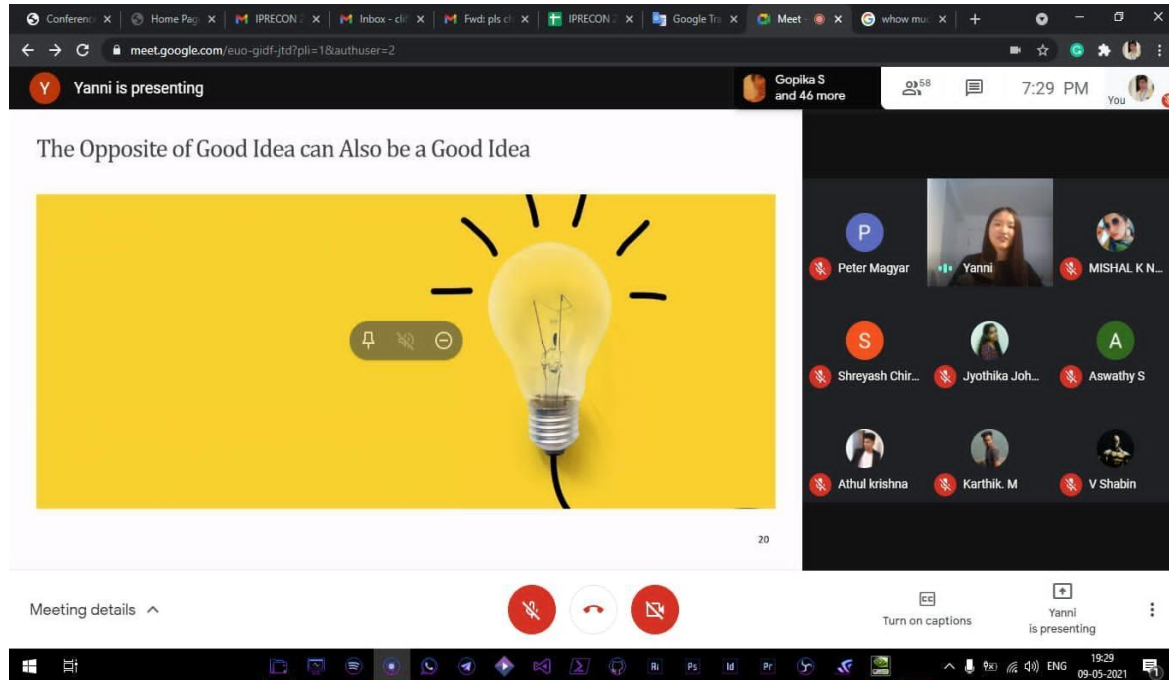 Conferenc
Home Pag
IPRECON 2
Inbox - clif
Fwd: pls ch
IPRECON 2
Google Tra
Meet -
whow muc
meet.google.com/euo-gidf-jtd?pli=1&authuser=2
Y
Yanni is presenting
Gopika S
and 46 more
58
7:29 PM
You
The Opposite of Good Idea can Also be a Good Idea
P
Peter Magyar
Yanni
MISHAL K N...
S
Shreyash Chir...
Jyothika Joh...
A
Aswathy S
Athul krishna
Karthik. M
V Shabin
20
Meeting details
CC
Turn on captions
Yanni
is presenting
Ps
Id
Pr
ENG
19:29
09-05-2021